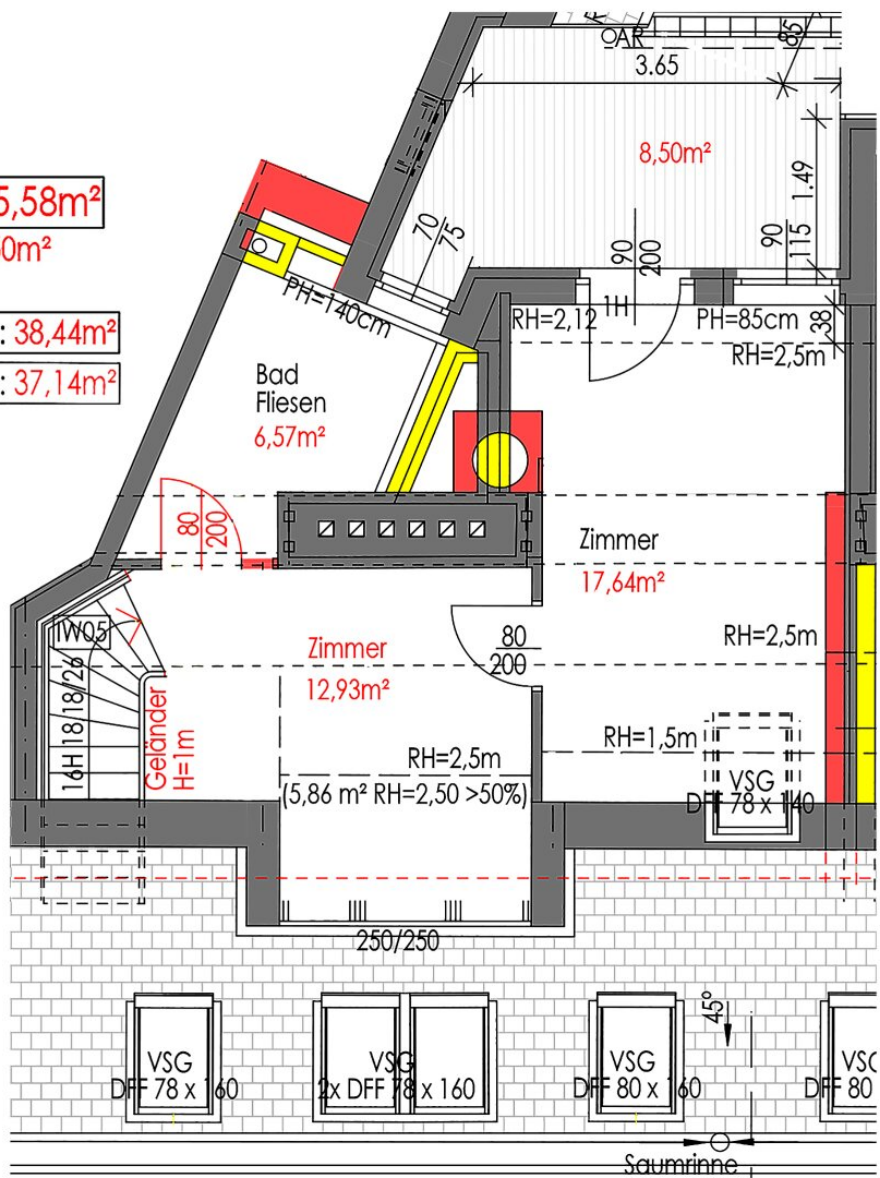 AR
85
3.65
8,50m²
1.49
5,58m²
0m²
70
75
90
200
90
115
PH=140cm
RH=2,12
1H
PH=85cm
38
RH=2,5m
: 38,44m²
: 37,14m²
Bad
Fliesen
6,57m²
80
200
Zimmer
17,64m²
IW05
Zimmer
12,93m²
80
200
RH=2,5m
16H 18,18/26
Geländer
H=1m
RH=2,5m
(5,86 m² RH=2,50 >50%)
RH=1,5m
VSG
DFF 78 x 140
250/250
45°
VSG
DFF 78 x 160
VSG
2x DFF 78 x 160
VSG
DFF 80 x 160
VSG
DFF 80
Saumrinne